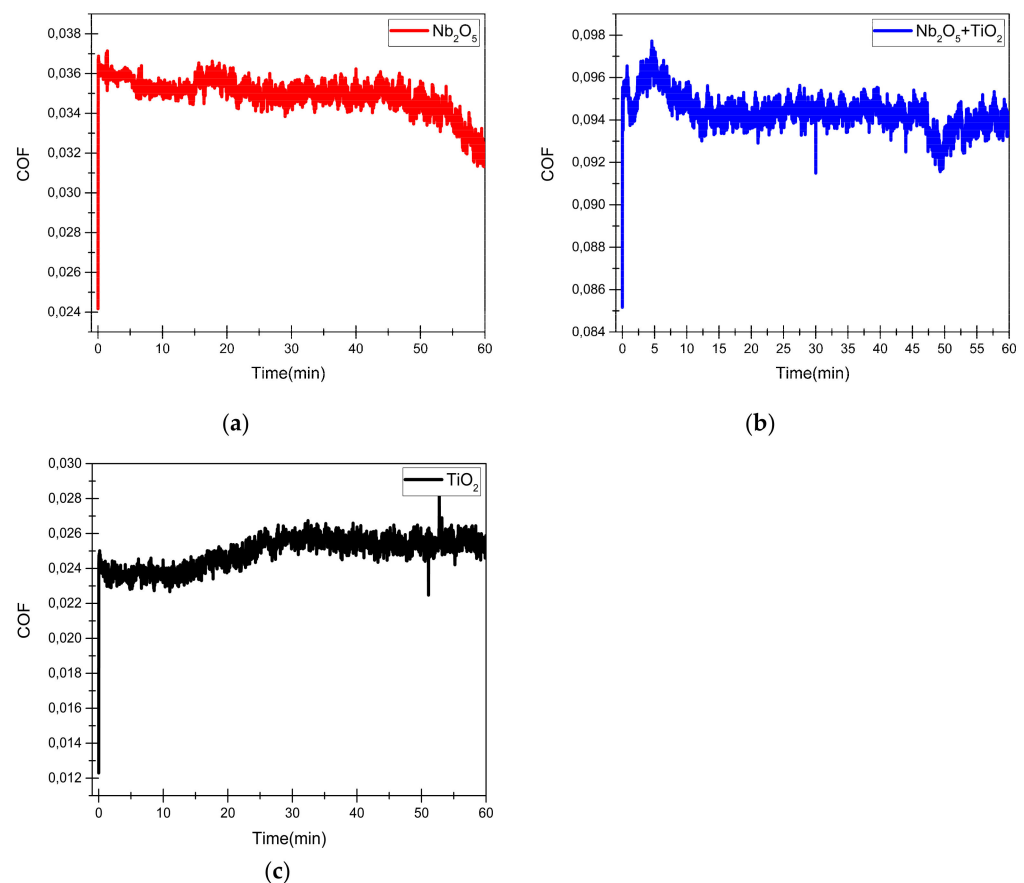 Nb₂O₅
0,038
0,036
0,034
0,032
0,030
0,028
0,026
0,024
COF
0 10 20 30 40 50 60
Time(min)
(a)
Nb₂O₅+TiO₂
0,098
0,096
0,094
0,092
0,090
0,088
0,086
0,084
COF
0 5 10 15 20 25 30 35 40 45 50 55 60
Time(min)
(b)
TiO₂
0,030
0,028
0,026
0,024
0,022
0,020
0,018
0,016
0,014
0,012
COF
0 10 20 30 40 50 60
Time(min)
(c)